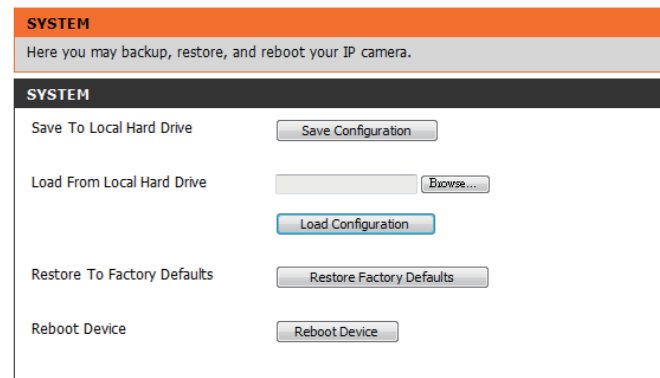 SYSTEM
Here you may backup, restore, and reboot your IP camera.
SYSTEM
Save To Local Hard Drive Save Configuration
Load From Local Hard Drive Browse...
Load Configuration
Restore To Factory Defaults Restore Factory Defaults
Reboot Device Reboot Device